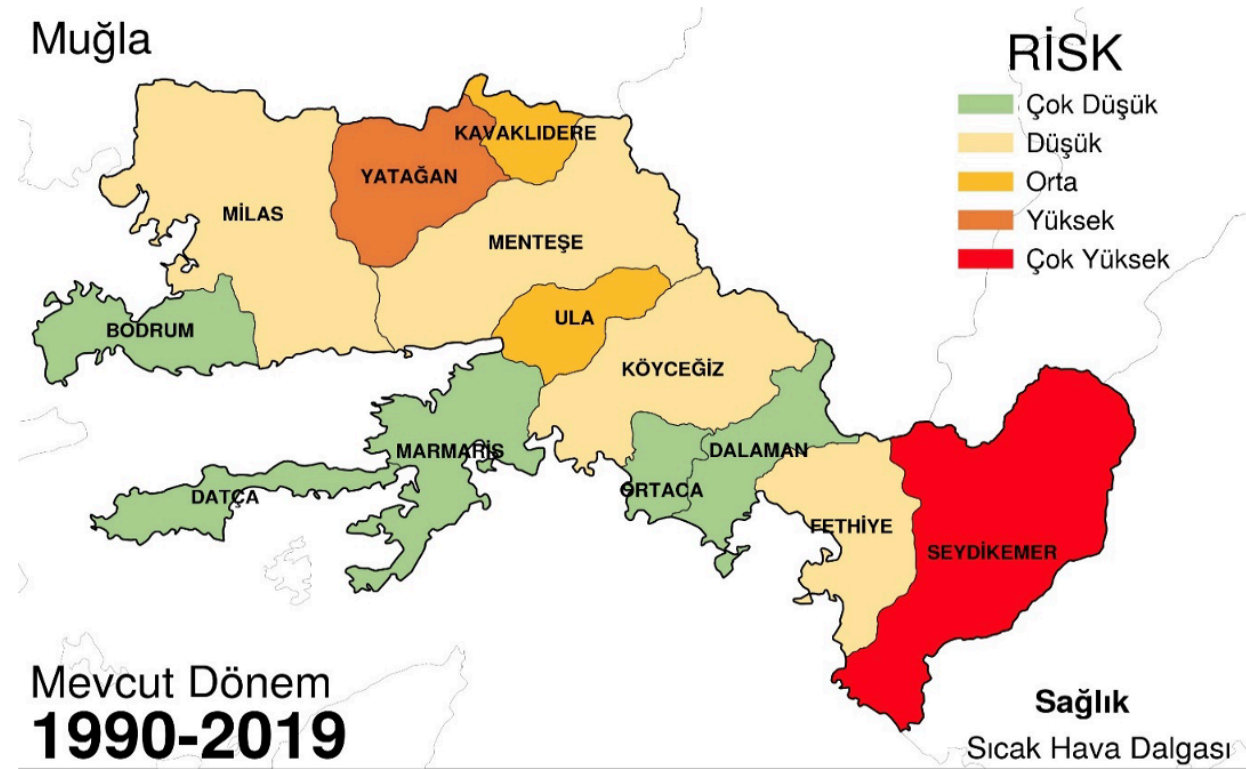 Muğla
RİSK
Çok Düşük
Düşük
Orta
Yüksek
Çok Yüksek
KAVAKLIDERE
YATAĞAN
MİLAS
MENTEŞE
ULA
BODRUM
KÖYCEĞİZ
MARMARİS
DALAMAN
DATÇA
ORTACA
FETHİYE
SEYDİKEMER
Mevcut Dönem
1990-2019
Sağlık
Sıcak Hava Dalgası